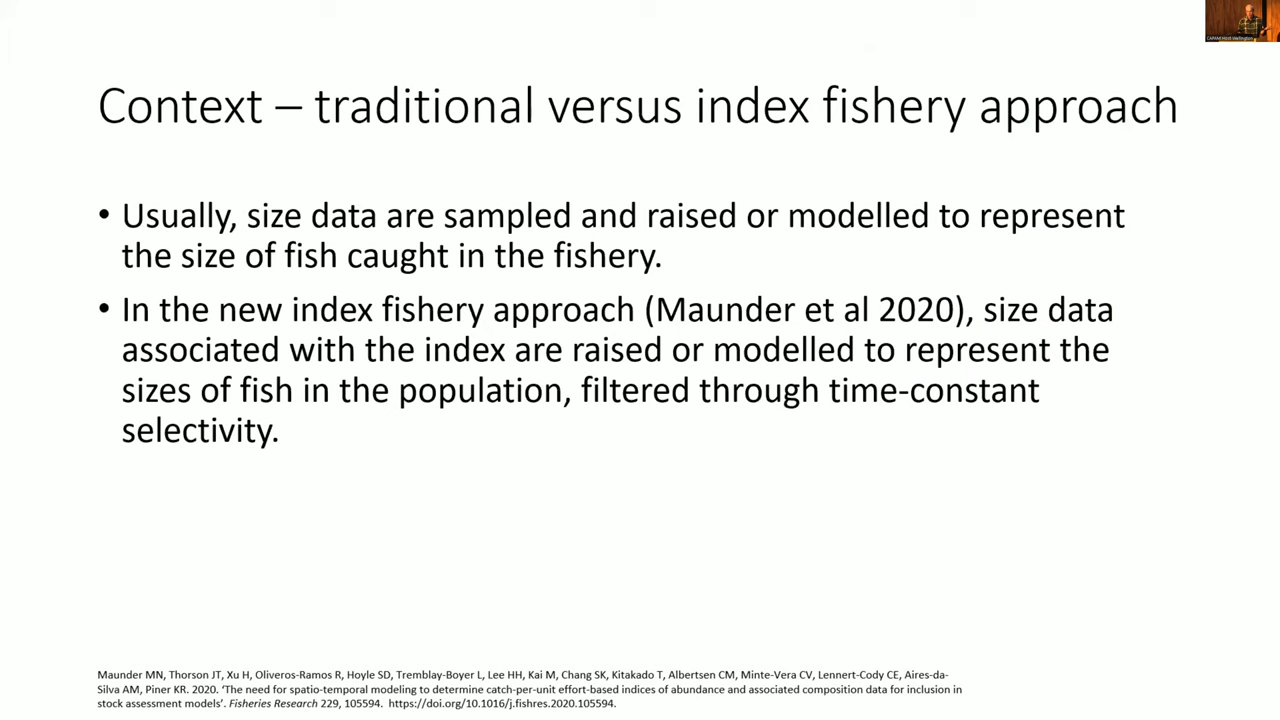 Context – traditional versus index fishery approach
• Usually, size data are sampled and raised or modelled to represent
the size of fish caught in the fishery.
• In the new index fishery approach (Maunder et al 2020), size data
associated with the index are raised or modelled to represent the
sizes of fish in the population, filtered through time-constant
selectivity.
Maunder MN, Thorson JT, Xu H, Oliveros-Ramos R, Hoyle SD, Tremblay-Boyer L, Lee HH, Kai M, Chang SK, Kitakado T, Albertsen CM, Minte-Vera CV, Lennert-Cody CE, Aires-da-
Silva AM, Piner KR. 2020. ‘The need for spatio-temporal modeling to determine catch-per-unit effort-based indices of abundance and associated composition data for inclusion in
stock assessment models’. Fisheries Research 229, 105594. https://doi.org/10.1016/j.fishres.2020.105594.